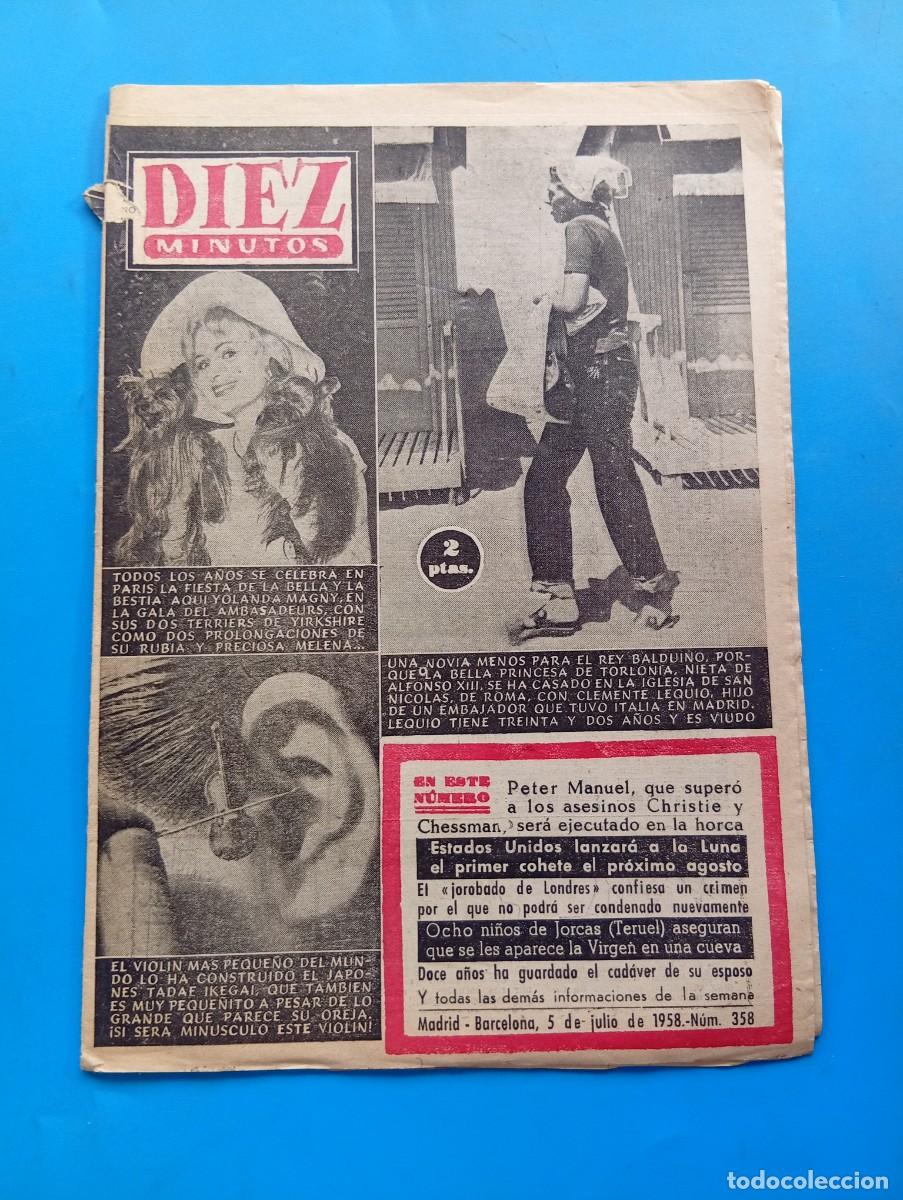 DIEZ
MINUTOS
TODOS LOS AÑOS SE CELEBRA EN
PARIS LA FIESTA DE LA BELLA Y LA
BESTIA AQUI YOLANDA MAGNY, EN
LA GALA DEL AMBASADEURS, CON
SUS DOS TERRIERS DE YIRKSHIRE
COMO DOS PROLONGACIONES DE
SU RUBIA Y PRECIOSA MELENA...
2
ptas.
UNA NOVIA MENOS PARA EL REY BALDUINO, POR-
QUE LA BELLA PRINCESA DE TORLONIA, NIETA DE
ALFONSO XIII, SE HA CASADO EN LA IGLESIA DE SAN
NICOLAS, DE ROMA, CON CLEMENTE LEQUIO, HIJO
DE UN EMBAJADOR QUE TUVO ITALIA EN MADRID.
LEQUIO TIENE TREINTA Y DOS AÑOS Y ES VIUDO
EL VIOLIN MAS PEQUEÑO DEL MUN-
DO LO HA CONSTRUIDO EL JAPO-
NES TADAE IKEGAI, QUE TAMBIEN
ES MUY PEQUEÑITO A PESAR DE LO
GRANDE QUE PARECE SU OREJA.
¡SI SERA MINUSCULO ESTE VIOLIN!
EN ESTE
NÚMERO
Peter Manuel, que superó
a los asesinos Christie y
Chessman, será ejecutado en la horca
Estados Unidos lanzará a la Luna
el primer cohete el próximo agosto
El «jorobado de Londres» confiesa un crimen
por el que no podrá ser condenado nuevamente
Ocho niños de Jorcas (Teruel) aseguran
que se les aparece la Virgen en una cueva
Doce años ha guardado el cadáver de su esposo
Y todas las demás informaciones de la semana
Madrid - Barcelona, 5 de julio de 1958.-Núm. 358
todocoleccion